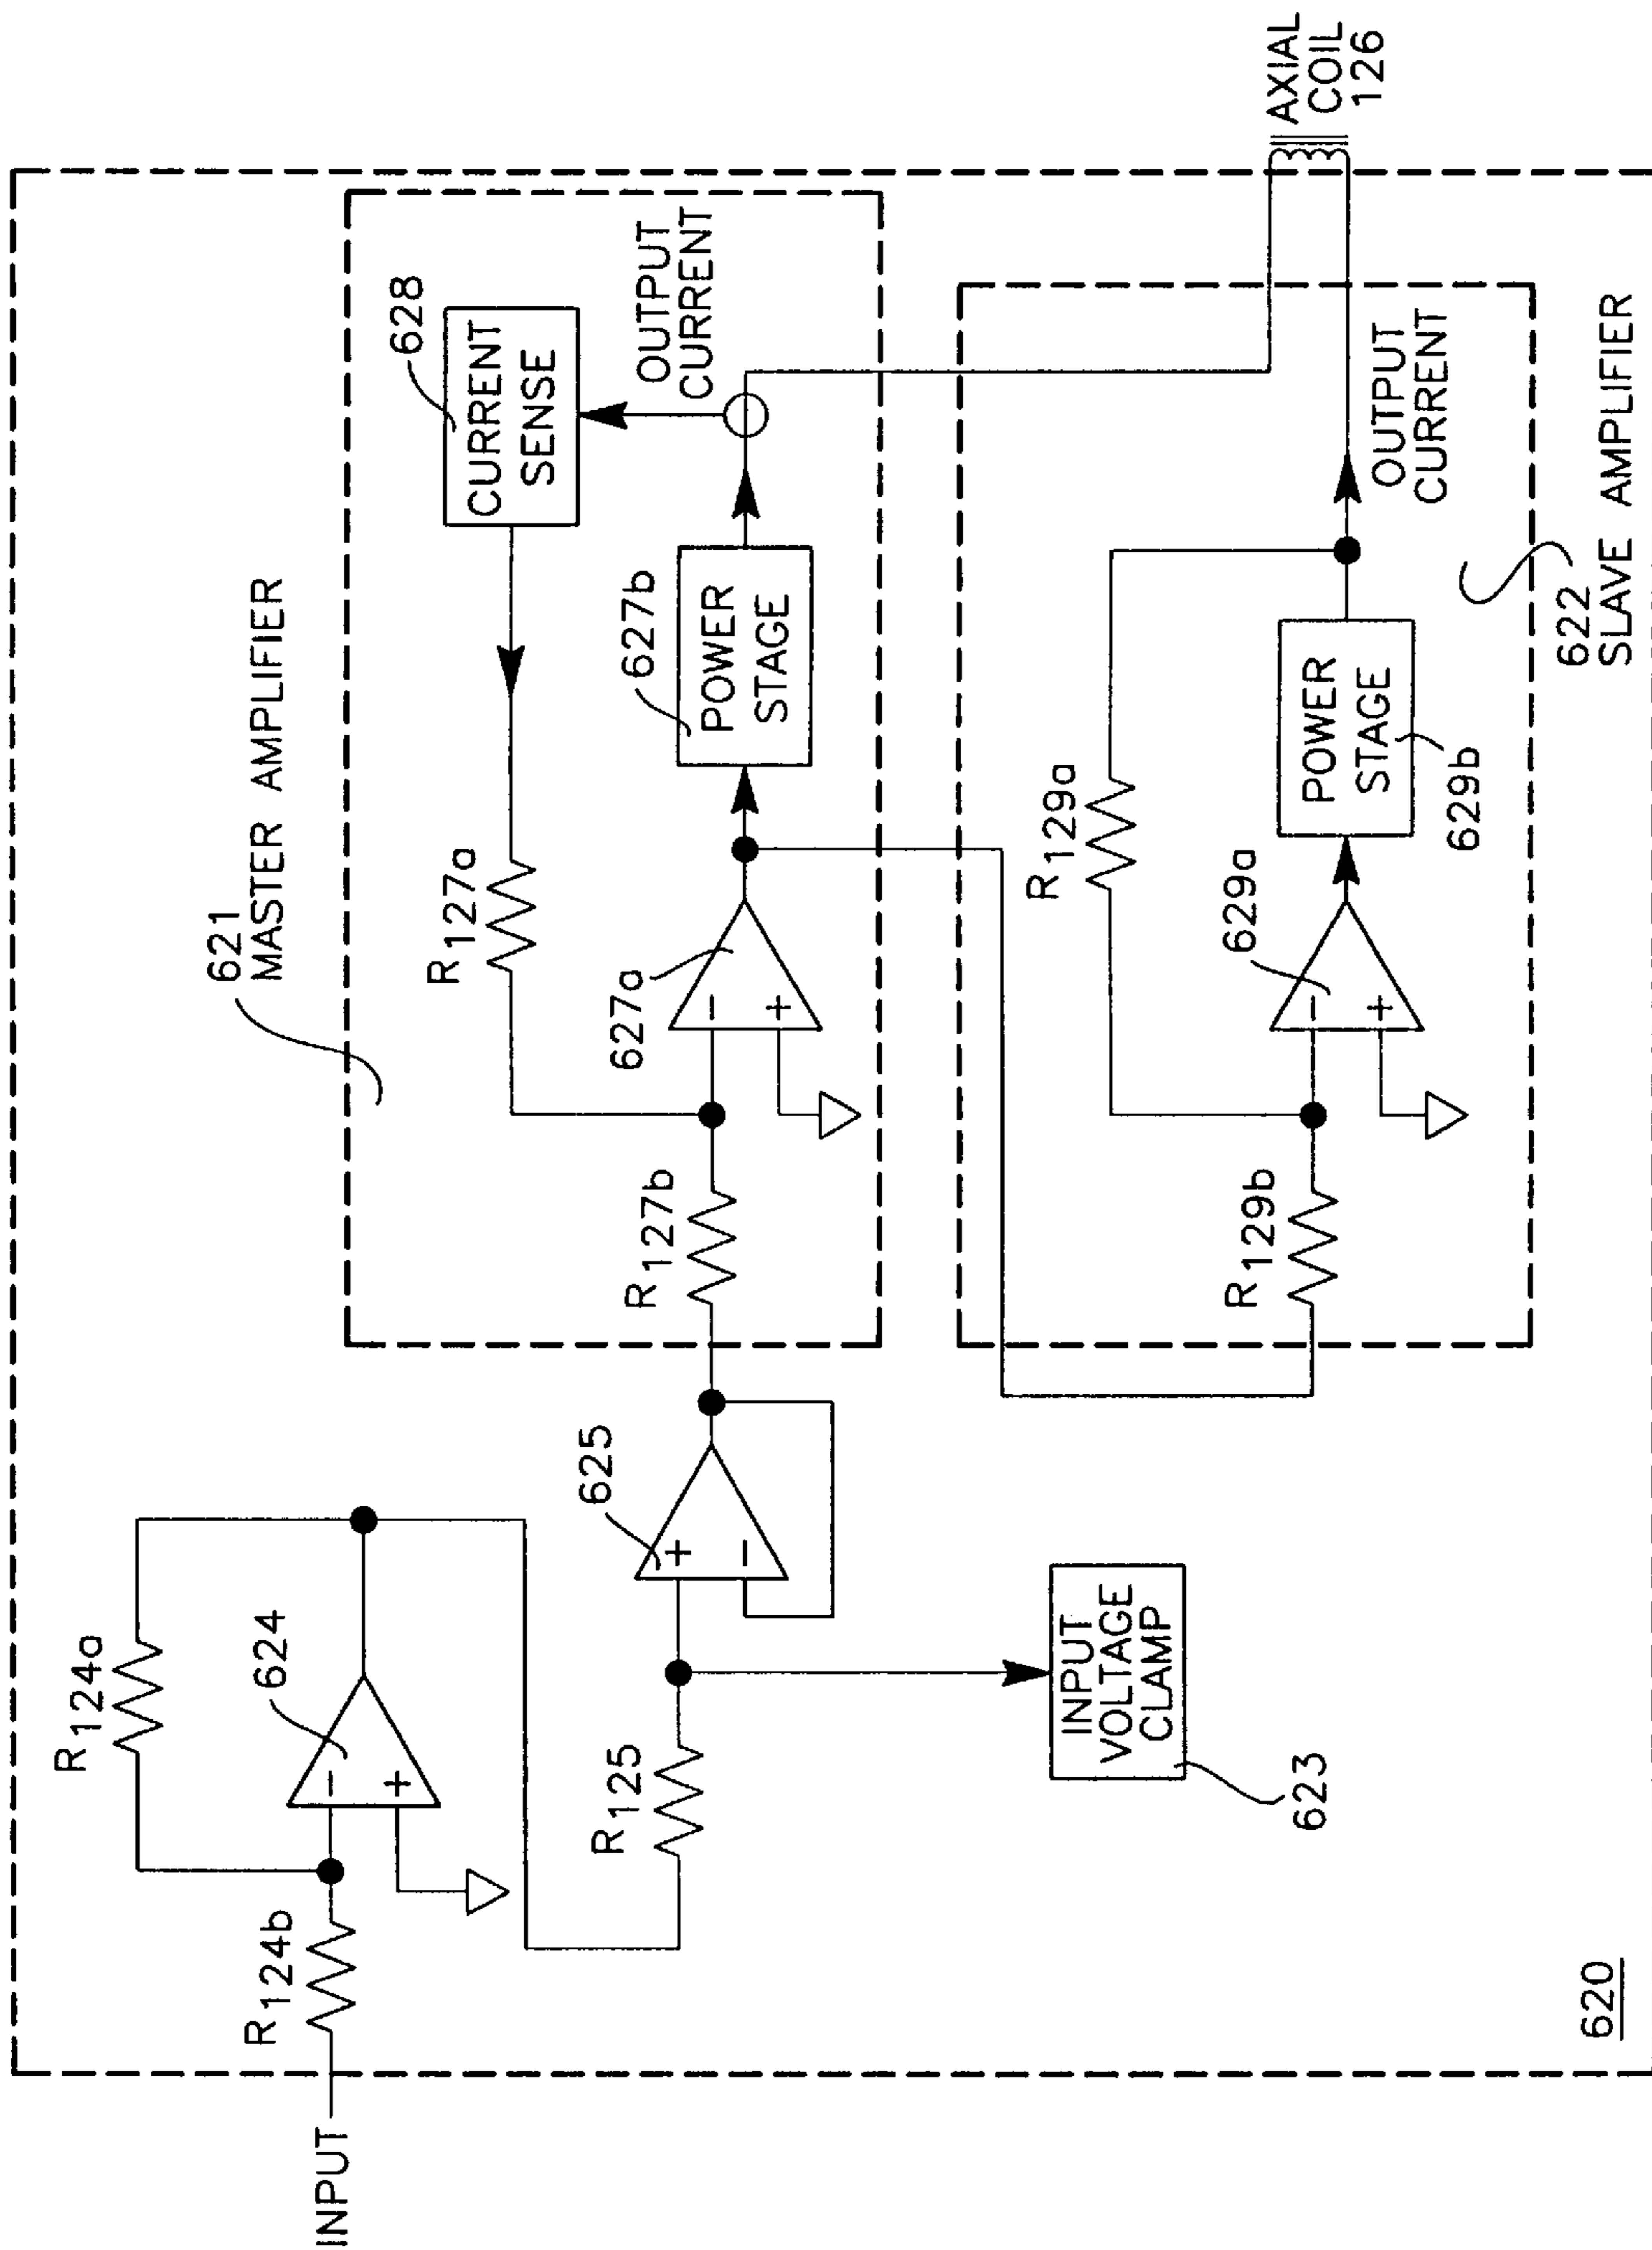 INPUT
R124b
R124a
624
−
+
R125
625
+
−
INPUT
VOLTAGE
CLAMP
623
621
MASTER AMPLIFIER
R127b
R127a
627a
−
+
627b
POWER
STAGE
CURRENT
SENSE
628
OUTPUT
CURRENT
R129b
R129a
629a
−
+
POWER
STAGE
629b
OUTPUT
CURRENT
622
SLAVE AMPLIFIER
AXIAL
COIL
126
620